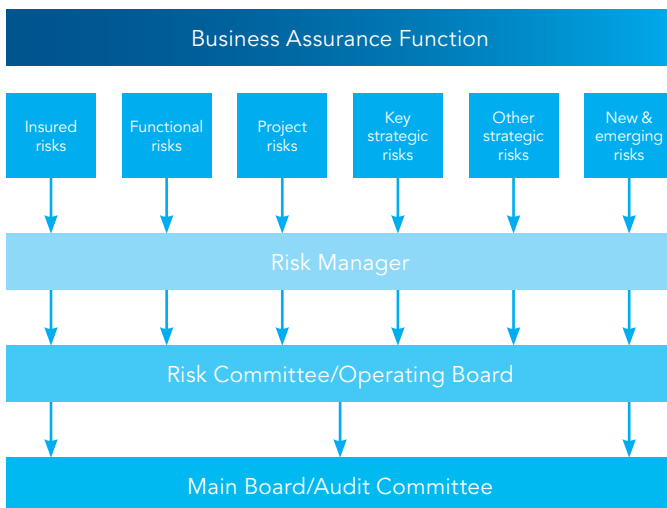 Business Assurance Function
Insured
risks
Functional
risks
Project
risks
Key
strategic
risks
Other
strategic
risks
New &
emerging
risks
Risk Manager
Risk Committee/Operating Board
Main Board/Audit Committee